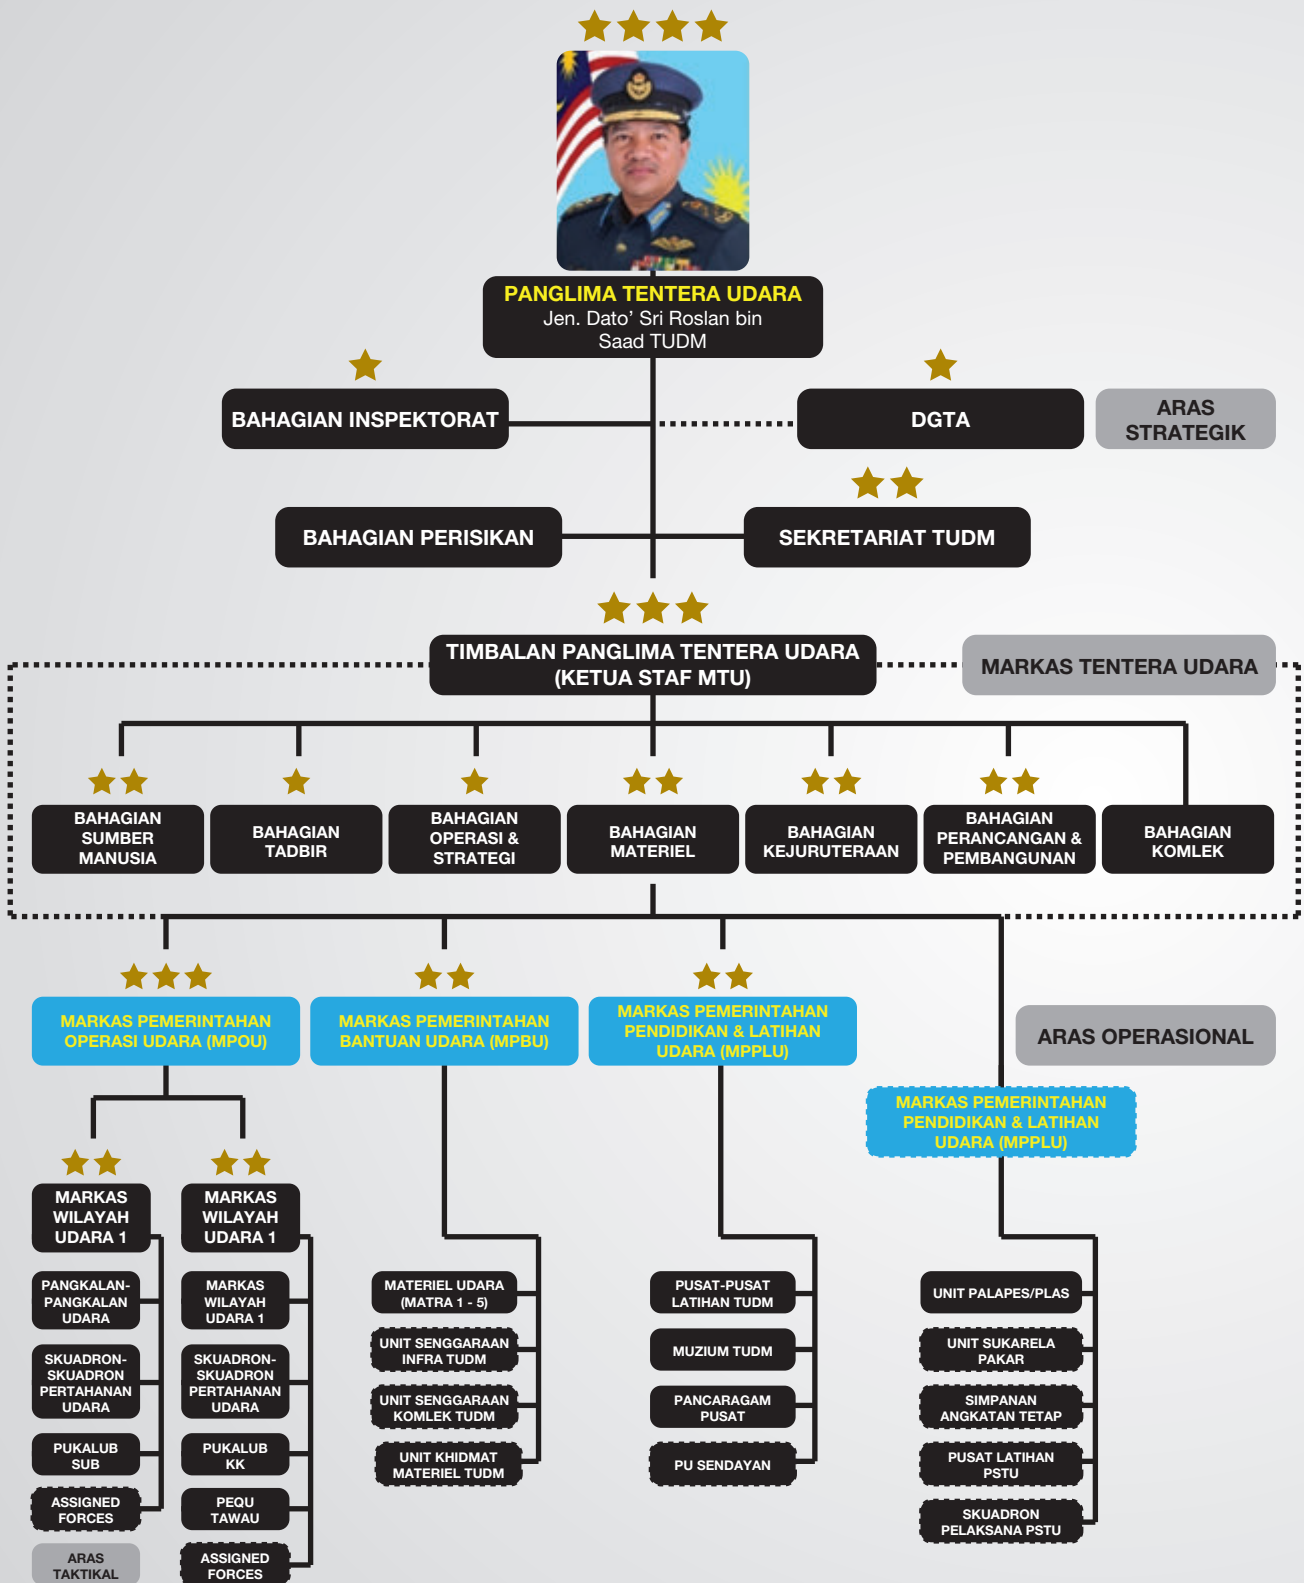 PANGLIMA TENTERA UDARA
Jen. Dato’ Sri Roslan bin
Saad TUDM
BAHAGIAN INSPEKTORAT
DGTA
ARAS
STRATEGIK
BAHAGIAN PERISIKAN
SEKRETARIAT TUDM
TIMBALAN PANGLIMA TENTERA UDARA
(KETUA STAF MTU)
MARKAS TENTERA UDARA
BAHAGIAN
SUMBER
MANUSIA
BAHAGIAN
TADBIR
BAHAGIAN
OPERASI &
STRATEGI
BAHAGIAN
MATERIEL
BAHAGIAN
KEJURUTERAAN
BAHAGIAN
PERANCANGAN &
PEMBANGUNAN
BAHAGIAN
KOMLEK
MARKAS PEMERINTAHAN
OPERASI UDARA (MPOU)
MARKAS PEMERINTAHAN
BANTUAN UDARA (MPBU)
MARKAS PEMERINTAHAN
PENDIDIKAN & LATIHAN
UDARA (MPPLU)
ARAS OPERASIONAL
MARKAS PEMERINTAHAN
PENDIDIKAN & LATIHAN
UDARA (MPPLU)
MARKAS
WILAYAH
UDARA 1
PANGKALAN-
PANGKALAN
UDARA
SKUADRON-
SKUADRON
PERTAHANAN
UDARA
PUKALUB
SUB
ASSIGNED
FORCES
ARAS
TAKTIKAL
MARKAS
WILAYAH
UDARA 1
MARKAS
WILAYAH
UDARA 1
SKUADRON-
SKUADRON
PERTAHANAN
UDARA
PUKALUB
KK
PEQU
TAWAU
ASSIGNED
FORCES
MATERIEL UDARA
(MATRA 1 - 5)
UNIT SENGGARAAN
INFRA TUDM
UNIT SENGGARAAN
KOMLEK TUDM
UNIT KHIDMAT
MATERIEL TUDM
PUSAT-PUSAT
LATIHAN TUDM
MUZIUM TUDM
PANCARAGAM
PUSAT
PU SENDAYAN
UNIT PALAPES/PLAS
UNIT SUKARELA
PAKAR
SIMPANAN
ANGKATAN TETAP
PUSAT LATIHAN
PSTU
SKUADRON
PELAKSANA PSTU